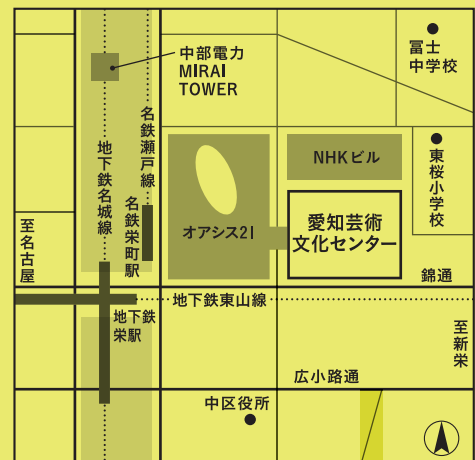 中部電力
MIRAI
TOWER
冨士
中学校
名鉄瀬戸線
地下鉄名城線
NHKビル
東桜小学校
名鉄栄町駅
オアシス21
愛知芸術
文化センター
至名古屋
錦通
地下鉄東山線
地下鉄
栄駅
至新栄
広小路通
中区役所